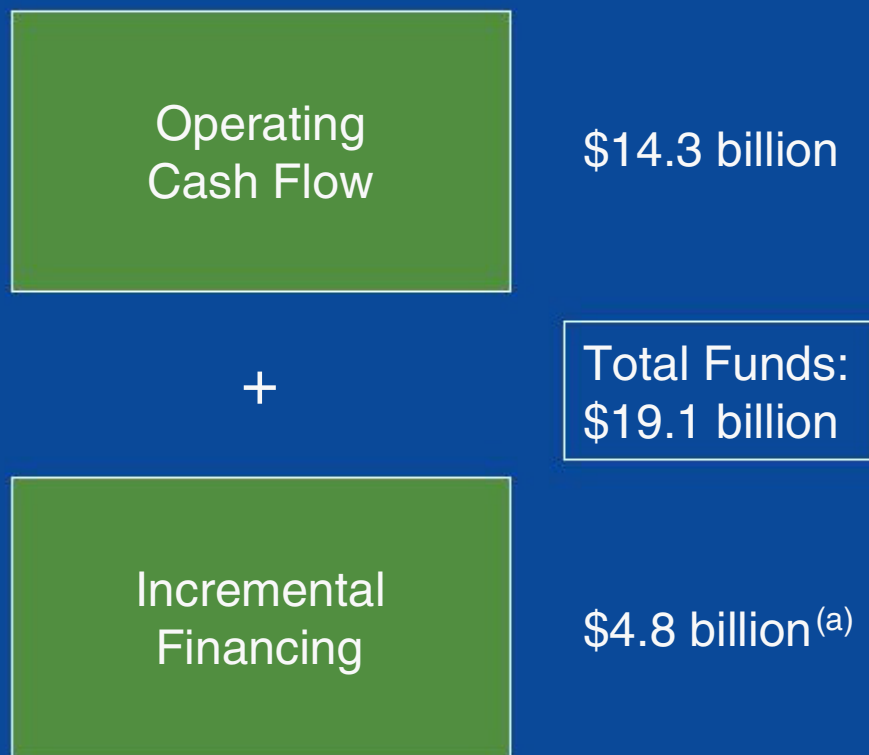 Operating
Cash Flow
$14.3 billion
+
Total Funds:
$19.1 billion
Incremental
Financing
$4.8 billion (a)